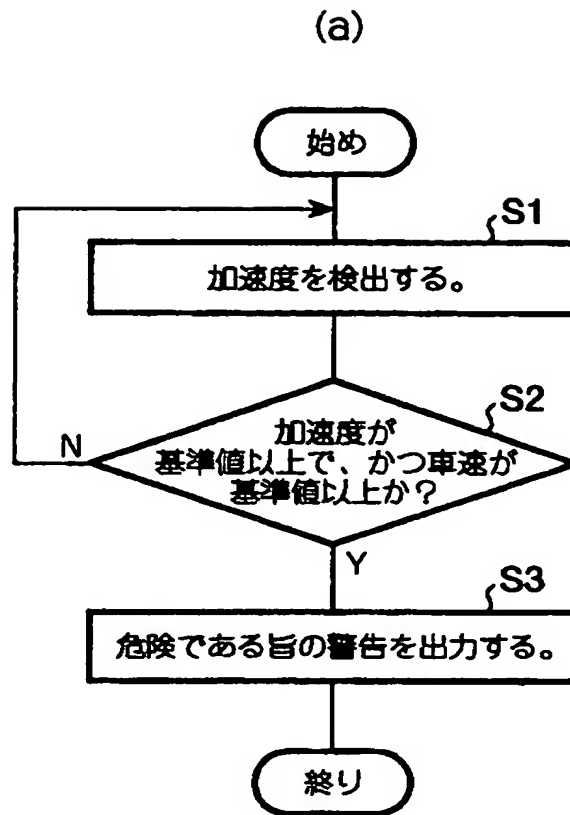 (a)
始め
S1
加速度を検出する。
S2
加速度が
基準値以上で、かつ車速が
基準値以上か?
N
Y
S3
危険である旨の警告を出力する。
終り